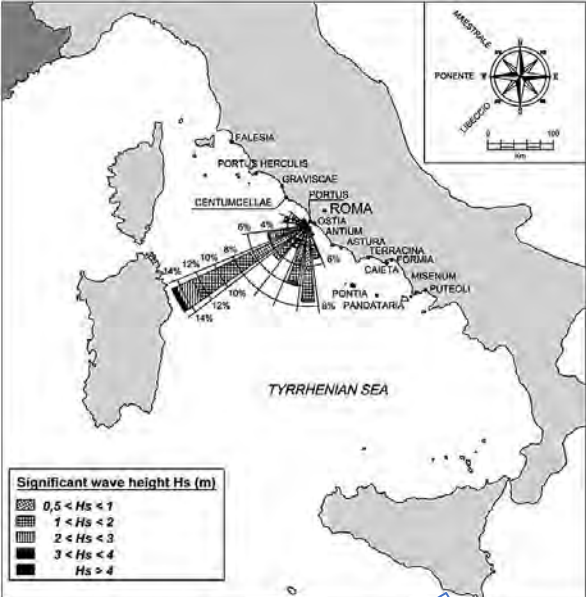 MAESTRALE
N
PONENTE
W
E
LIBECCIO
S
0 100
Km
FALESIA
PORTUS HERCULIS
GRAVISCAE
CENTUMCELLAE
PORTUS
ROMA
OSTIA
ANTIUM
ASTURA
TERRACINA
FORMIA
CAIETA
MISENUM
PUTEOLI
PONTIA
PANDATARIA
6%
4%
8%
10%
12%
14%
6%
10%
12%
14%
8%
TYRRHENIAN SEA
Significant wave height Hs (m)
0,5 < Hs < 1
1 < Hs < 2
2 < Hs < 3
3 < Hs < 4
Hs > 4